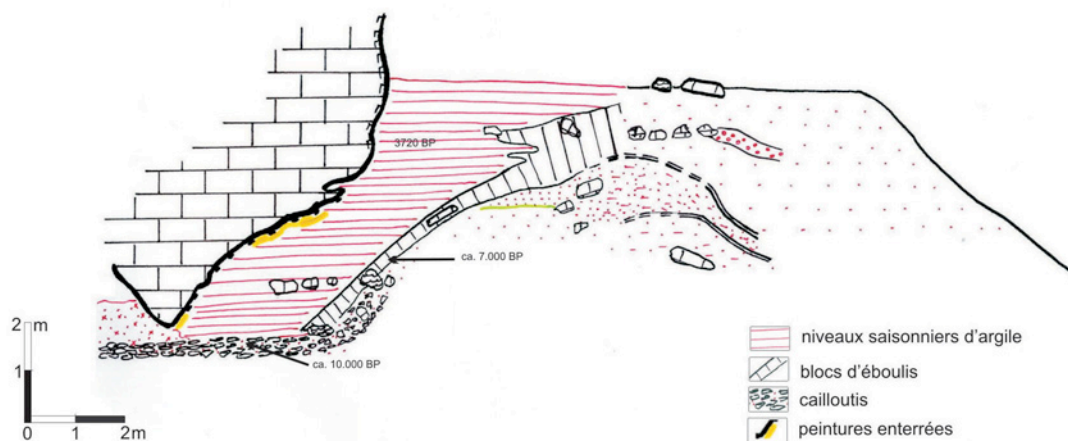 3720 BP
ca. 7.000 BP
ca. 10.000 BP
2 m
1
0 1 2m
niveaux saisonniers d'argile
blocs d'éboulis
cailloutis
peintures enterrées